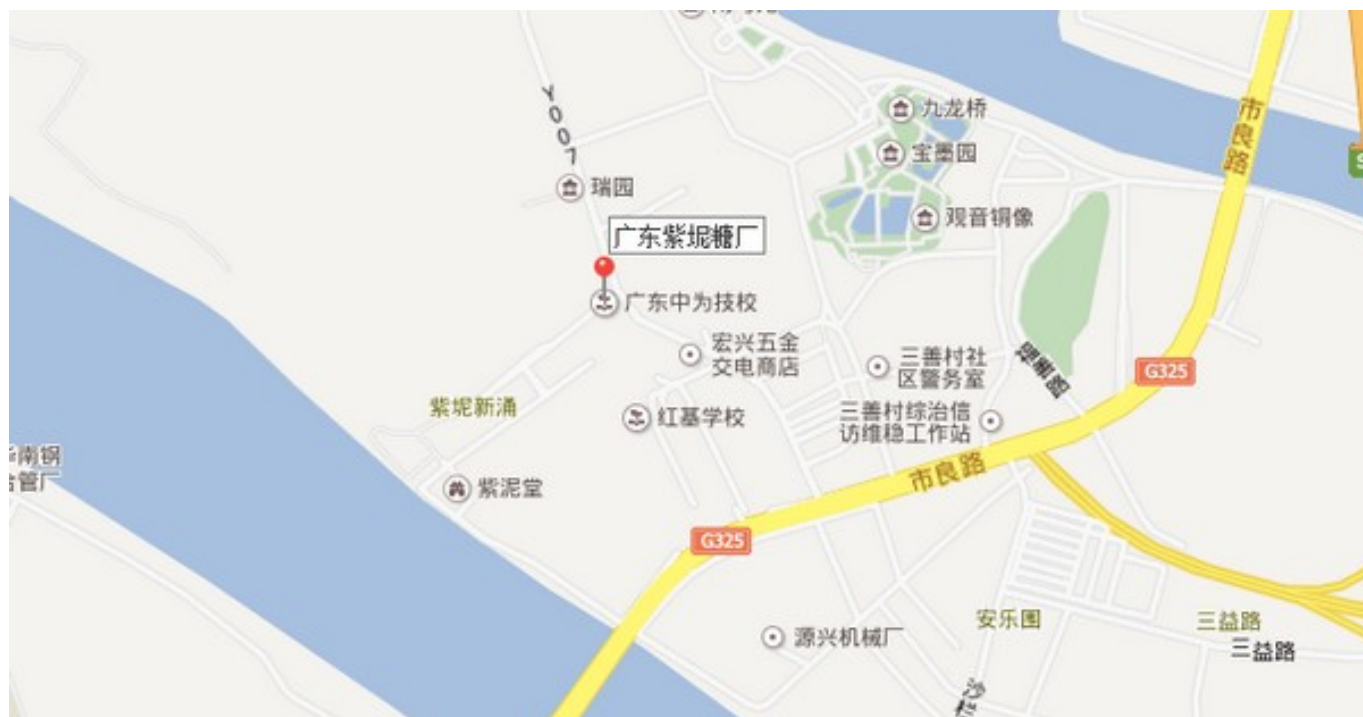 九龙桥
市良路
Y007
宝墨园
瑞园
观音铜像
广东紫坭糖厂
广东中为技校
宏兴五金
交电商店
三善村社
区警务室
G325
紫坭新涌
红基学校
三善村综治信
访维稳工作站
南钢
管厂
市良路
紫泥堂
G325
安乐围
三益路
源兴机械厂
三益路